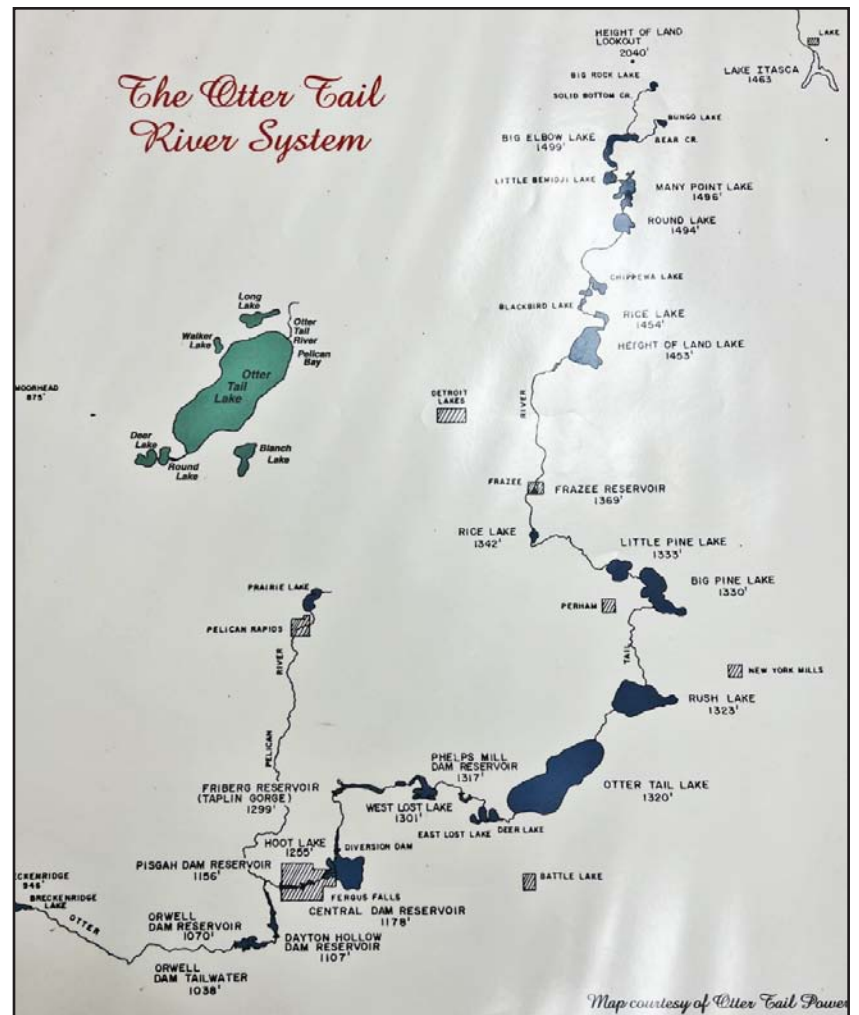 The Otter Tail
River System
HEIGHT OF LAND
LOOKOUT
2040'
LAKE
LAKE ITASCA
1463
BIG ROCK LAKE
SOLID BOTTOM CR.
BUNGO LAKE
BEAR CR.
BIG ELBOW LAKE
1499'
LITTLE BEMIDJI LAKE
MANY POINT LAKE
1496'
ROUND LAKE
1494'
CHIPPEWA LAKE
BLACKBIRD LAKE
RICE LAKE
1454'
HEIGHT OF LAND LAKE
1453'
Long
Lake
Otter
Tail
River
Walker
Lake
Pelican
Bay
Otter
Tail
Lake
Deer
Lake
Round
Lake
Blanch
Lake
MOORHEAD
875'
DETROIT
LAKES
RIVER
FRAZEE
FRAZEE RESERVOIR
1369'
RICE LAKE
1342'
LITTLE PINE LAKE
1333'
BIG PINE LAKE
1330'
PERHAM
TAIL
NEW YORK MILLS
RUSH LAKE
1323'
PRAIRIE LAKE
PELICAN RAPIDS
RIVER
PELICAN
PHELPS MILL
DAM RESERVOIR
1317'
OTTER TAIL LAKE
1320'
FRIBERG RESERVOIR
(TAPLIN GORGE)
1299'
WEST LOST LAKE
1301'
EAST LOST LAKE
DEER LAKE
HOOT LAKE
1255'
DIVERSION DAM
PISGAH DAM RESERVOIR
1156'
BATTLE LAKE
FERGUS FALLS
CENTRAL DAM RESERVOIR
1178'
ECKENRIDGE
946'
BRECKENRIDGE
LAKE
OTTER
ORWELL
DAM RESERVOIR
1070'
DAYTON HOLLOW
DAM RESERVOIR
1107'
ORWELL
DAM TAILWATER
1038'
Map courtesy of Otter Tail Power